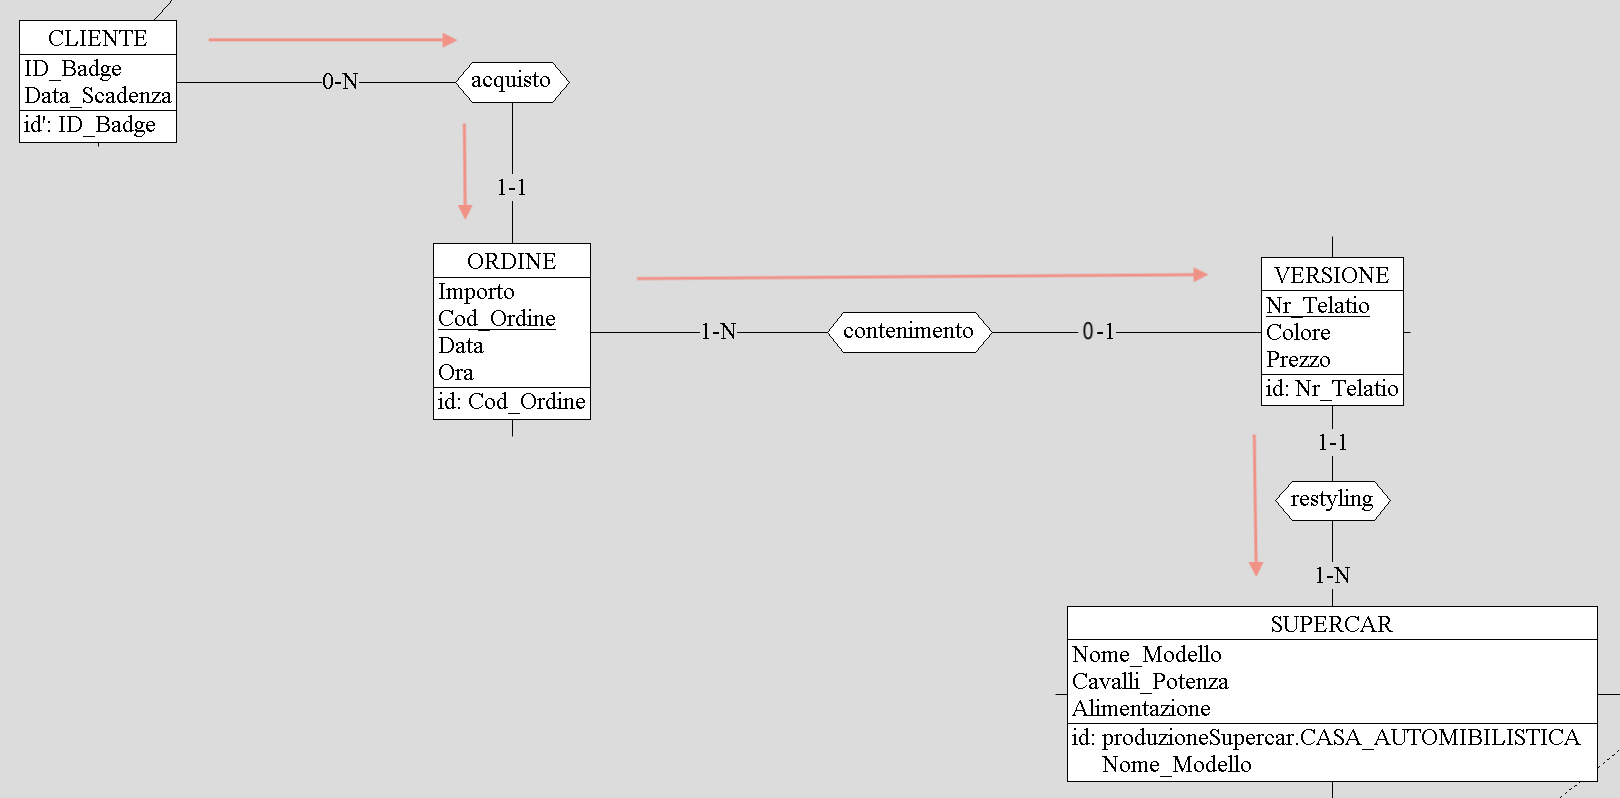 CLIENTE
ID_Badge
Data_Scadenza
id': ID_Badge
0-N
acquisto
1-1
ORDINE
Importo
Cod_Ordine
Data
Ora
id: Cod_Ordine
1-N
contenimento
0-1
VERSIONE
Nr_Telatio
Colore
Prezzo
id: Nr_Telatio
1-1
restyling
1-N
SUPERCAR
Nome_Modello
Cavalli_Potenza
Alimentazione
id: produzioneSupercar.CASA_AUTOMIBILISTICA
Nome_Modello